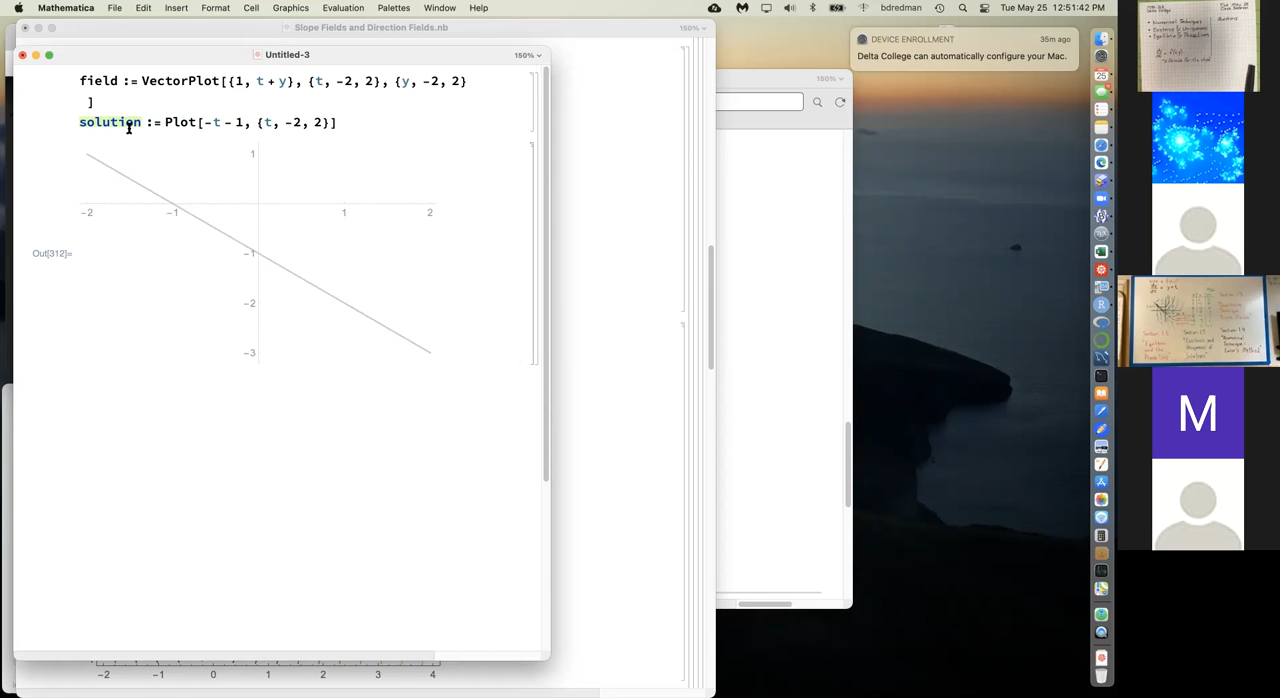 Mathematica File Edit Insert Format Cell Graphics Evaluation Palettes Window Help bdredman Tue May 25 12:51:42 PM
Slope Fields and Direction Fields.nb 150%
Untitled-3 150%
DEVICE ENROLLMENT 35m ago
Delta College can automatically configure your Mac.
150%
field := VectorPlot[{1, t + y}, {t, -2, 2}, {y, -2, 2}
]
solution := Plot[-t - 1, {t, -2, 2}]
1
-2 -1 1 2
Out[312]=
-1
-2
-3
-2 -1 0 1 2 3 4
25
M